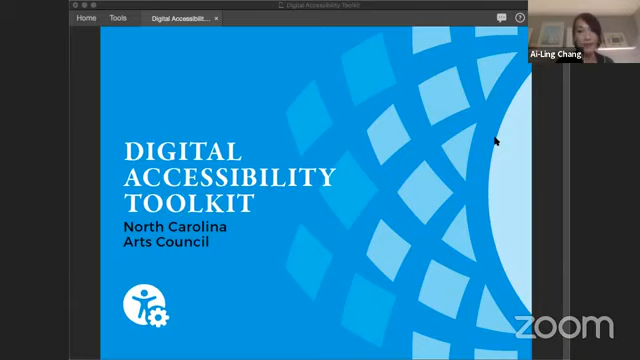 Digital Accessibility Toolkit
Home Tools Digital Accessibilit... ×
Ai-Ling Chang
DIGITAL
ACCESSIBILITY
TOOLKIT
North Carolina
Arts Council
zoom